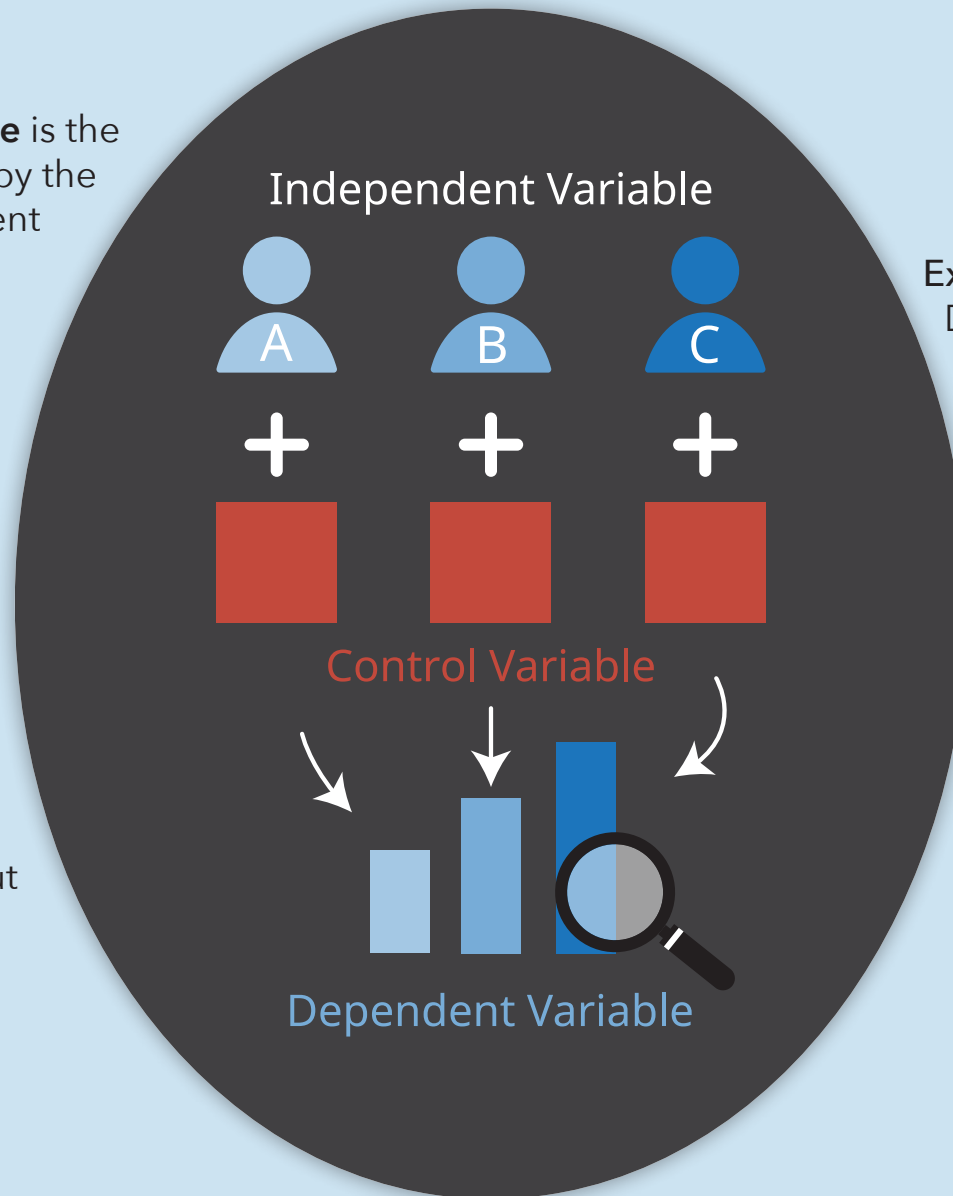 e is the
by the
ent
Independent Variable
Ex
A B C
Control Variable
ut
Dependent Variable